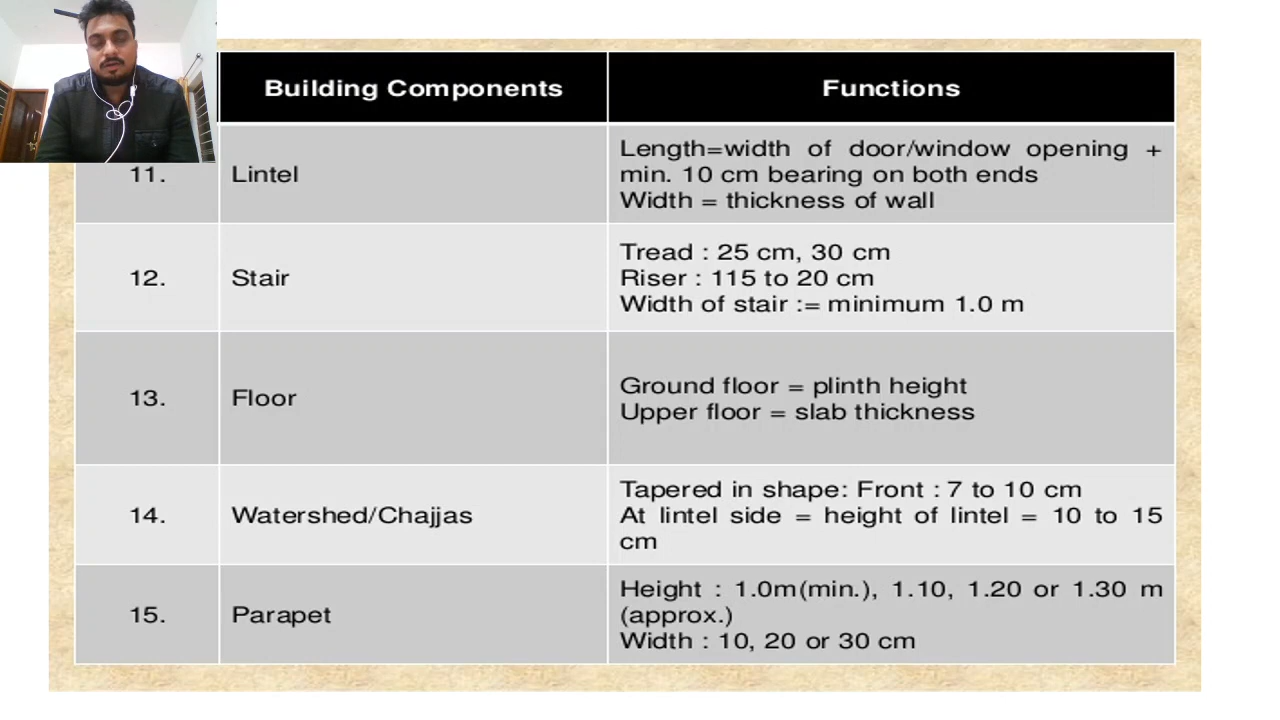 Building Components
Functions
11.
Lintel
Length=width of door/window opening +
min. 10 cm bearing on both ends
Width = thickness of wall
12.
Stair
Tread : 25 cm, 30 cm
Riser : 115 to 20 cm
Width of stair := minimum 1.0 m
13.
Floor
Ground floor = plinth height
Upper floor = slab thickness
14.
Watershed/Chajjas
Tapered in shape: Front : 7 to 10 cm
At lintel side = height of lintel = 10 to 15
cm
15.
Parapet
Height : 1.0m(min.), 1.10, 1.20 or 1.30 m
(approx.)
Width : 10, 20 or 30 cm